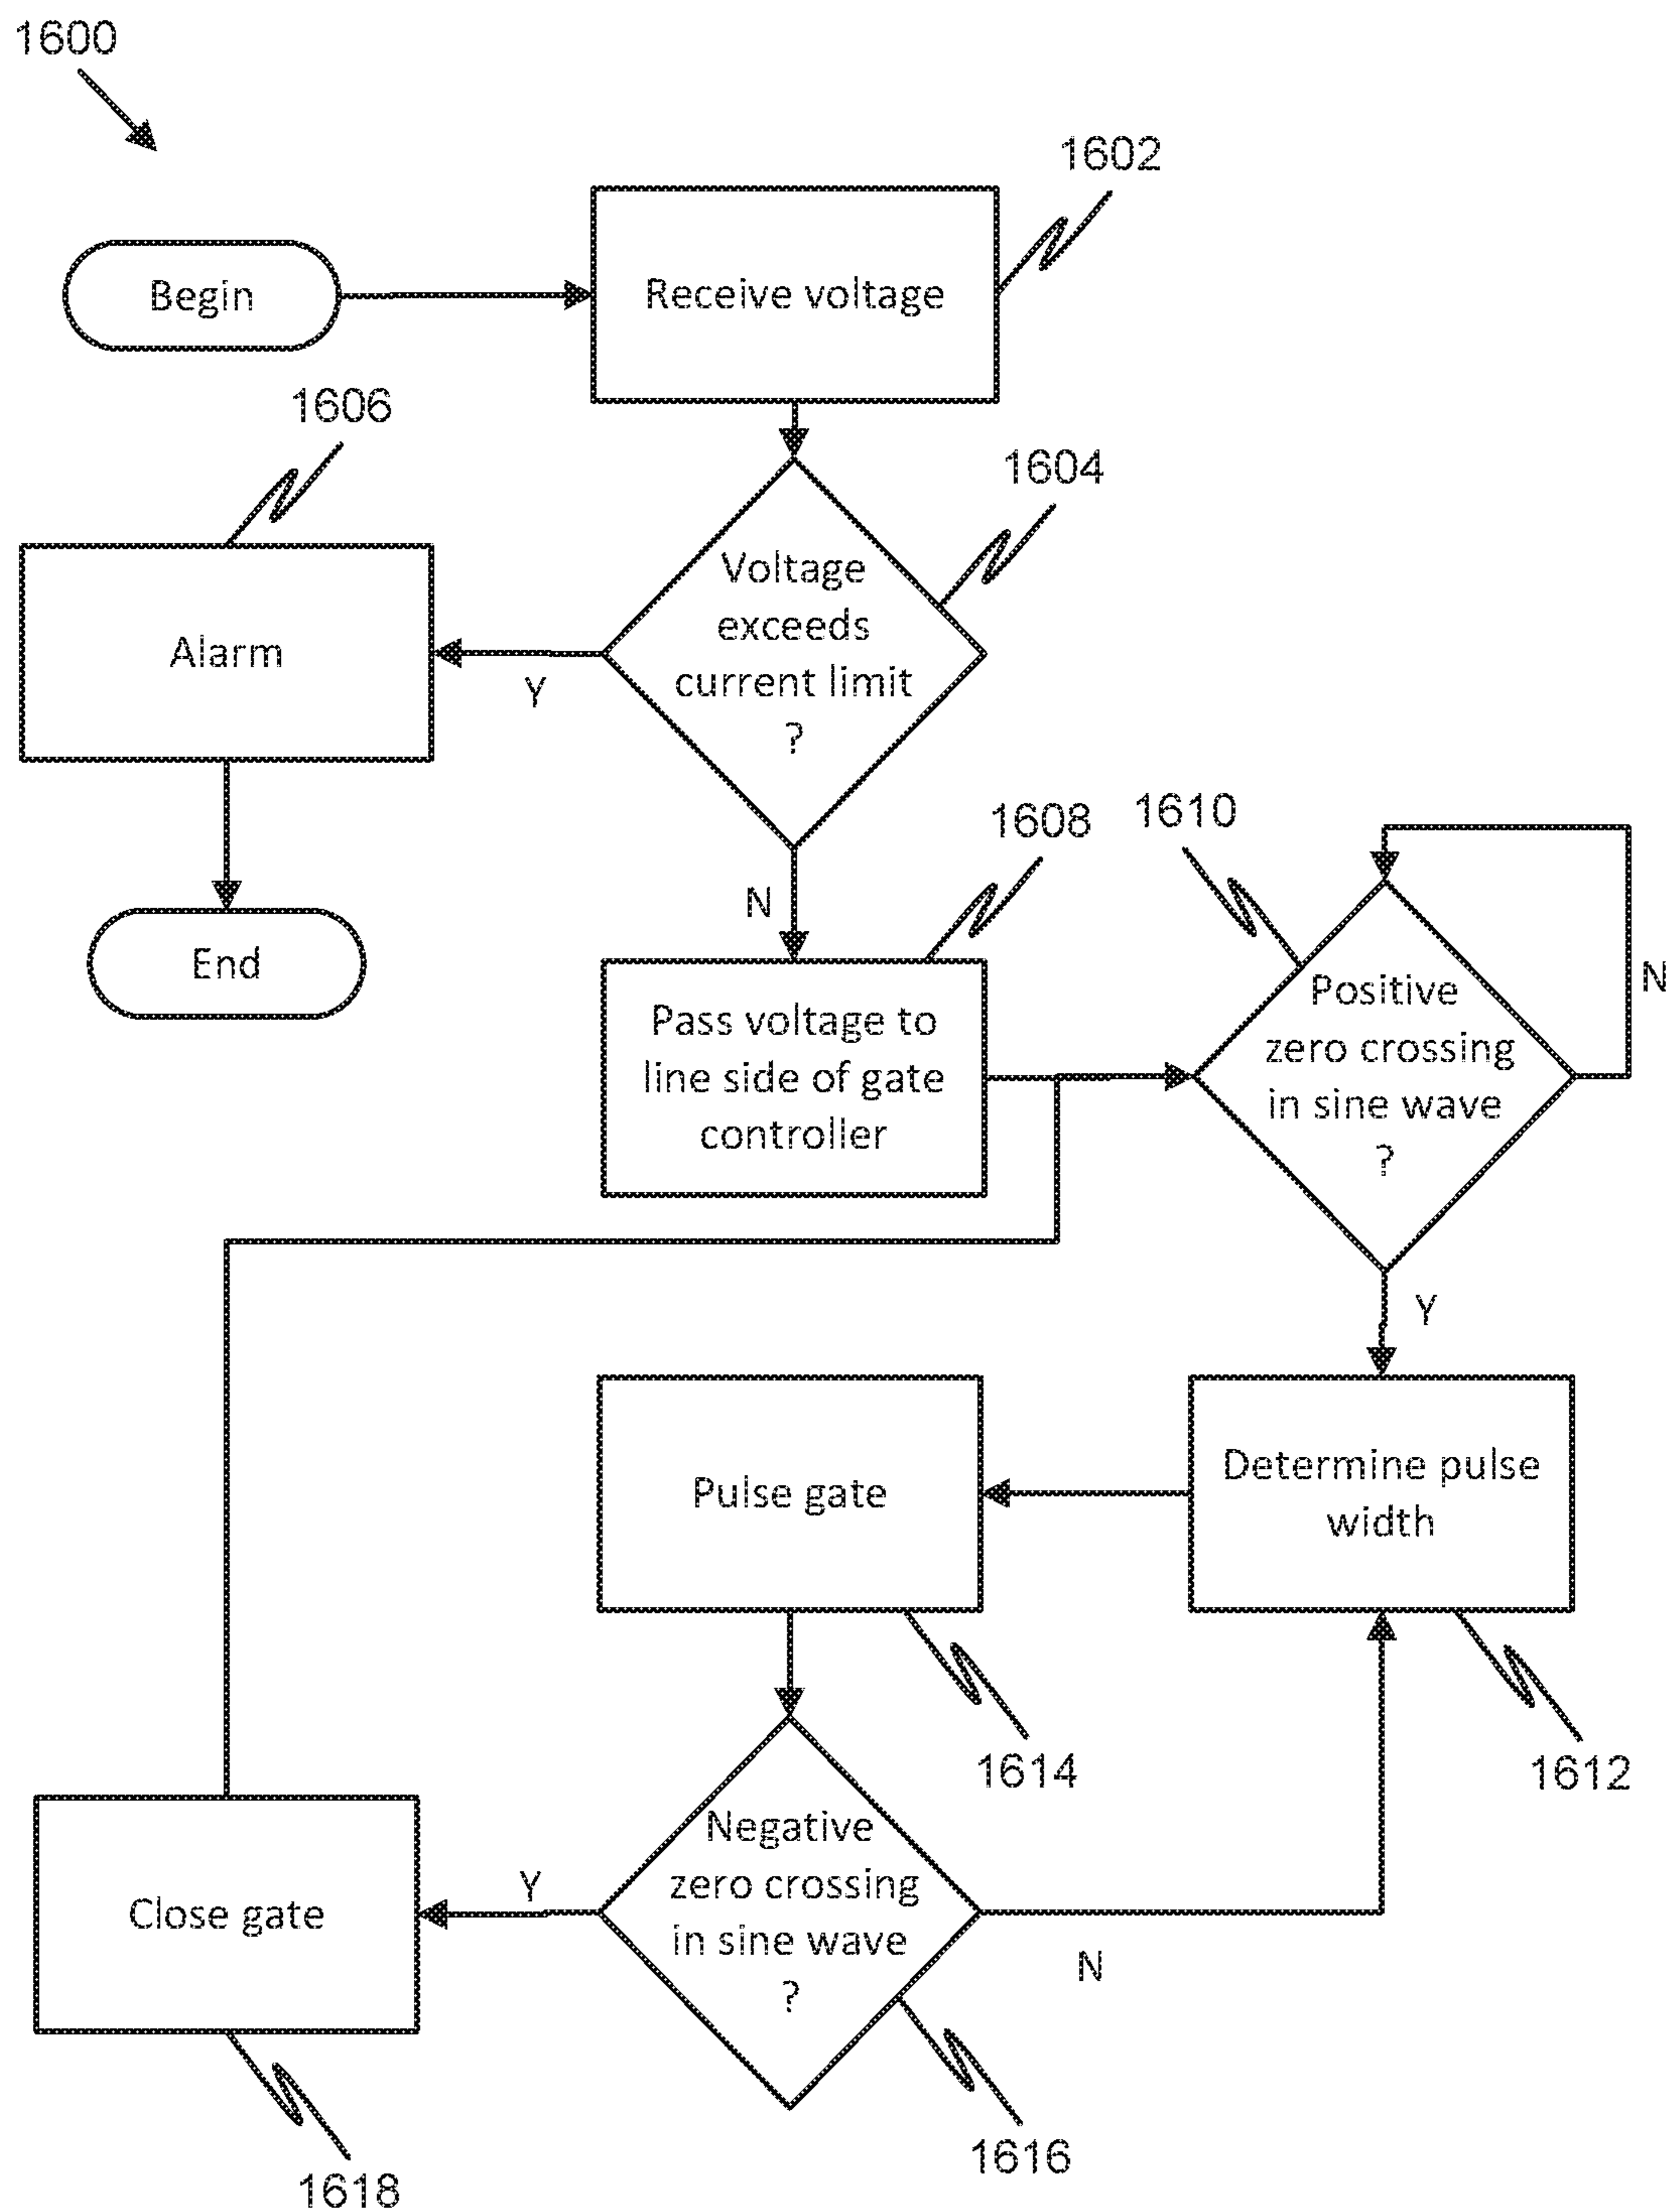 1600
1602
Begin
Receive voltage
1606
1604
Voltage
exceeds
current limit
?
Alarm
Y
1608
1610
N
End
Pass voltage to
line side of gate
controller
Positive
zero crossing
in sine wave
?
N
Y
Pulse gate
Determine pulse
width
1614
1612
Negative
zero crossing
in sine wave
?
Y
Close gate
N
1616
1618